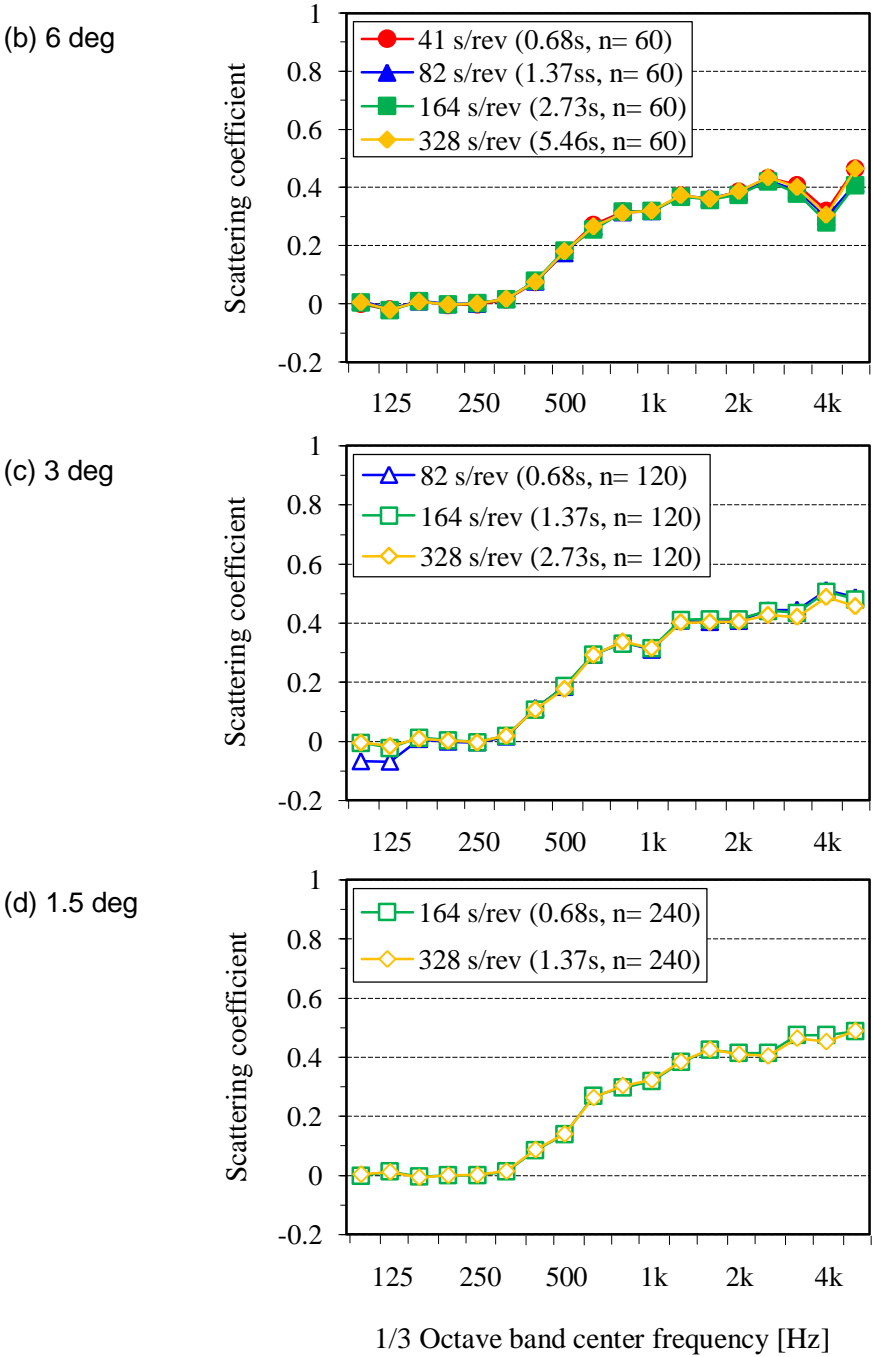 (b) 6 deg
Scattering coefficient
1
0.8
0.6
0.4
0.2
0
-0.2
41 s/rev (0.68s, n= 60)
82 s/rev (1.37ss, n= 60)
164 s/rev (2.73s, n= 60)
328 s/rev (5.46s, n= 60)
125 250 500 1k 2k 4k
(c) 3 deg
Scattering coefficient
1
0.8
0.6
0.4
0.2
0
-0.2
82 s/rev (0.68s, n= 120)
164 s/rev (1.37s, n= 120)
328 s/rev (2.73s, n= 120)
125 250 500 1k 2k 4k
(d) 1.5 deg
Scattering coefficient
1
0.8
0.6
0.4
0.2
0
-0.2
164 s/rev (0.68s, n= 240)
328 s/rev (1.37s, n= 240)
125 250 500 1k 2k 4k
1/3 Octave band center frequency [Hz]